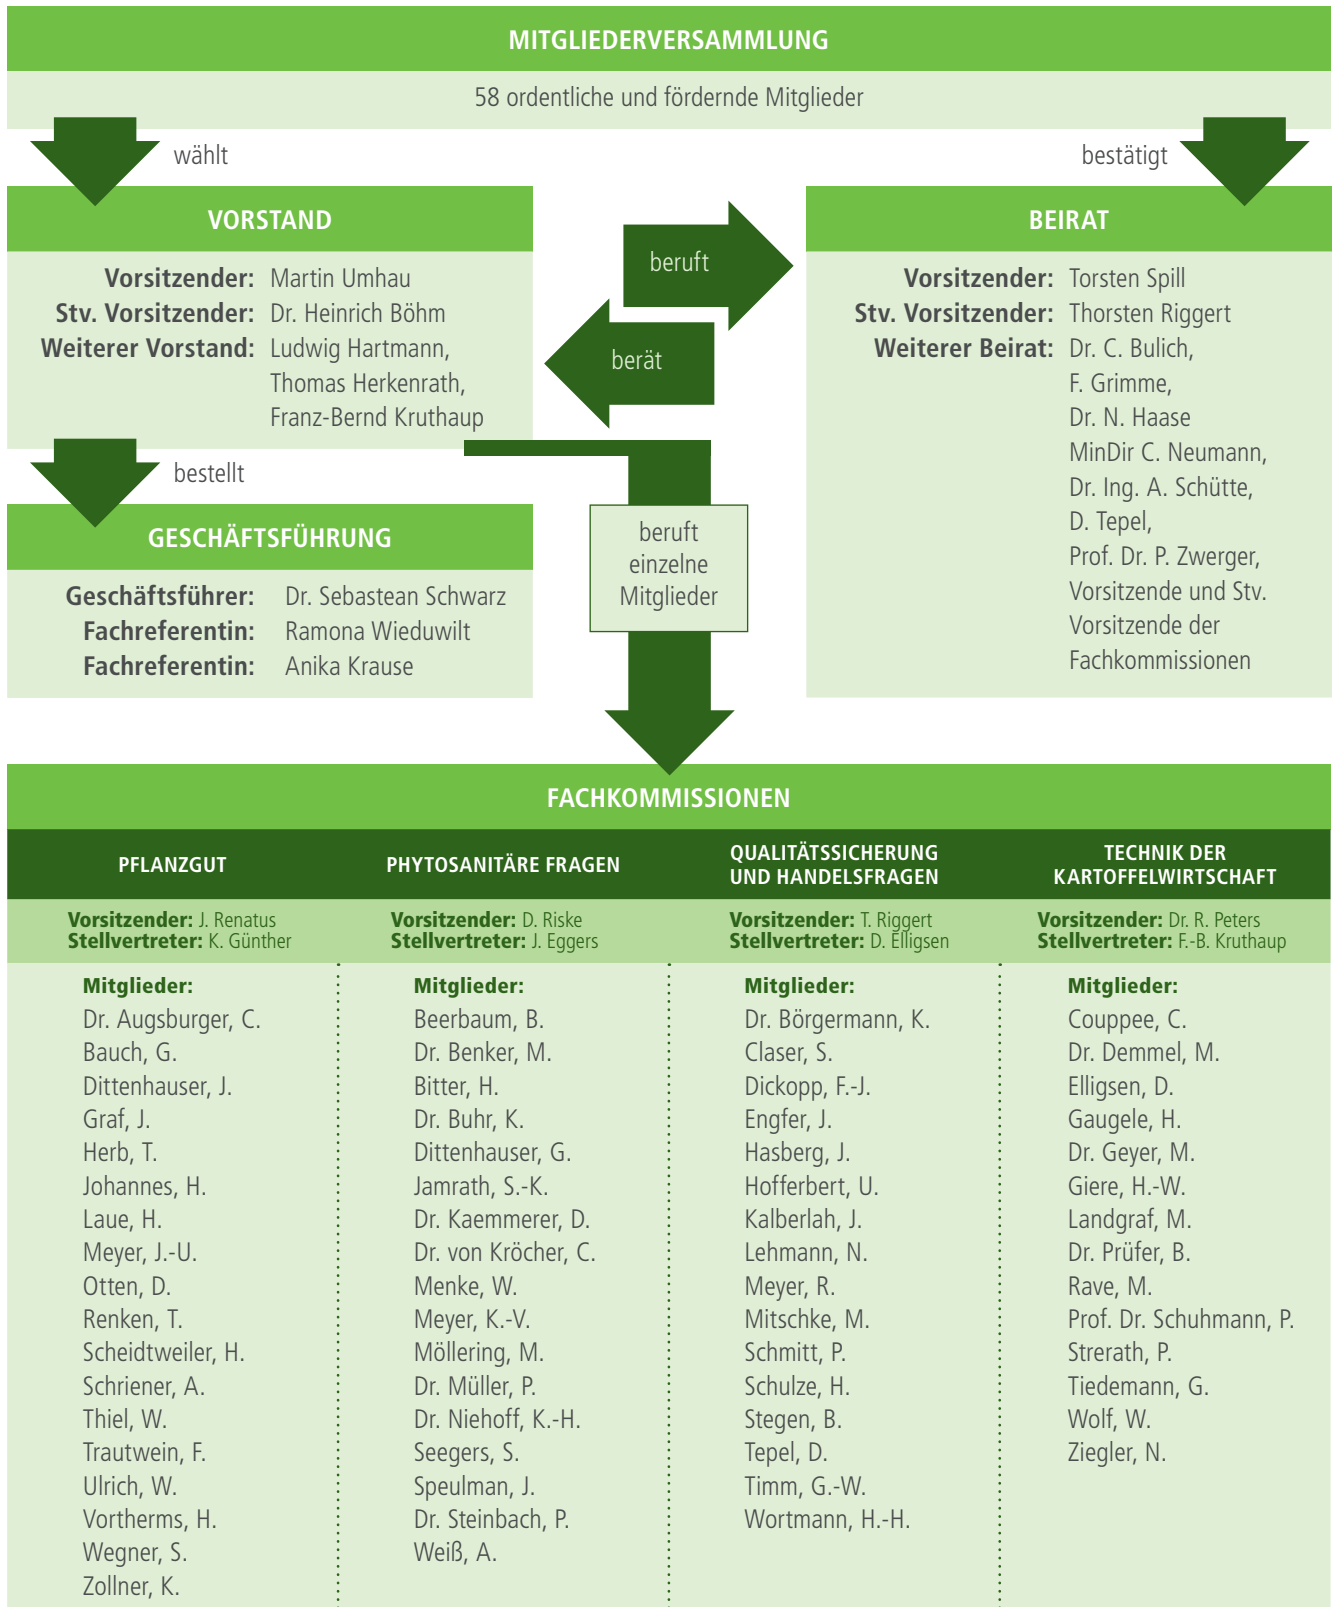 MITGLIEDERVERSAMMLUNG
58 ordentliche und fördernde Mitglieder
wählt
bestätigt
VORSTAND
Vorsitzender: Martin Umhau
Stv. Vorsitzender: Dr. Heinrich Böhm
Weiterer Vorstand: Ludwig Hartmann,
Thomas Herkenrath,
Franz-Bernd Kruthaup
beruft
berät
BEIRAT
Vorsitzender: Torsten Spill
Stv. Vorsitzender: Thorsten Riggert
Weiterer Beirat: Dr. C. Bulich,
F. Grimme,
Dr. N. Haase
MinDir C. Neumann,
Dr. Ing. A. Schütte,
D. Tepel,
Prof. Dr. P. Zwerger,
Vorsitzende und Stv.
Vorsitzende der
Fachkommissionen
bestellt
GESCHÄFTSFÜHRUNG
Geschäftsführer: Dr. Sebastean Schwarz
Fachreferentin: Ramona Wieduwilt
Fachreferentin: Anika Krause
beruft
einzelne
Mitglieder
FACHKOMMISSIONEN
PFLANZGUT
Vorsitzender: J. Renatus
Stellvertreter: K. Günther
Mitglieder:
Dr. Augsburger, C.
Bauch, G.
Dittenhauser, J.
Graf, J.
Herb, T.
Johannes, H.
Laue, H.
Meyer, J.-U.
Otten, D.
Renken, T.
Scheidtweiler, H.
Schriener, A.
Thiel, W.
Trautwein, F.
Ulrich, W.
Vortherms, H.
Wegner, S.
Zollner, K.
PHYTOSANITÄRE FRAGEN
Vorsitzender: D. Riske
Stellvertreter: J. Eggers
Mitglieder:
Beerbaum, B.
Dr. Benker, M.
Bitter, H.
Dr. Buhr, K.
Dittenhauser, G.
Jamrath, S.-K.
Dr. Kaemmerer, D.
Dr. von Kröcher, C.
Menke, W.
Meyer, K.-V.
Möllering, M.
Dr. Müller, P.
Dr. Niehoff, K.-H.
Seegers, S.
Speulman, J.
Dr. Steinbach, P.
Weiß, A.
QUALITÄTSSICHERUNG
UND HANDELSFRAGEN
Vorsitzender: T. Riggert
Stellvertreter: D. Elligsen
Mitglieder:
Dr. Börgermann, K.
Claser, S.
Dickopp, F.-J.
Engfer, J.
Hasberg, J.
Hofferbert, U.
Kalberlah, J.
Lehmann, N.
Meyer, R.
Mitschke, M.
Schmitt, P.
Schulze, H.
Stegen, B.
Tepel, D.
Timm, G.-W.
Wortmann, H.-H.
TECHNIK DER
KARTOFFELWIRTSCHAFT
Vorsitzender: Dr. R. Peters
Stellvertreter: F.-B. Kruthaup
Mitglieder:
Couppee, C.
Dr. Demmel, M.
Elligsen, D.
Gaugele, H.
Dr. Geyer, M.
Giere, H.-W.
Landgraf, M.
Dr. Prüfer, B.
Rave, M.
Prof. Dr. Schuhmann, P.
Strerath, P.
Tiedemann, G.
Wolf, W.
Ziegler, N.